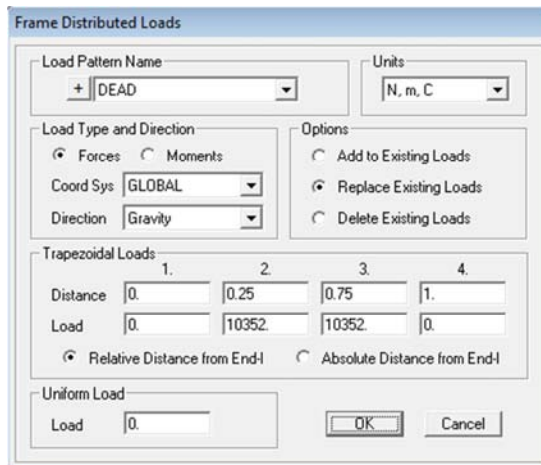 Frame Distributed Loads
Load Pattern Name
+ DEAD
Units
N, m, C
Load Type and Direction
Forces Moments
Coord Sys GLOBAL
Direction Gravity
Options
Add to Existing Loads
Replace Existing Loads
Delete Existing Loads
Trapezoidal Loads
1. 2. 3. 4.
Distance 0. 0.25 0.75 1.
Load 0. 10352. 10352. 0.
Relative Distance from End-I Absolute Distance from End-I
Uniform Load
Load 0.
OK Cancel